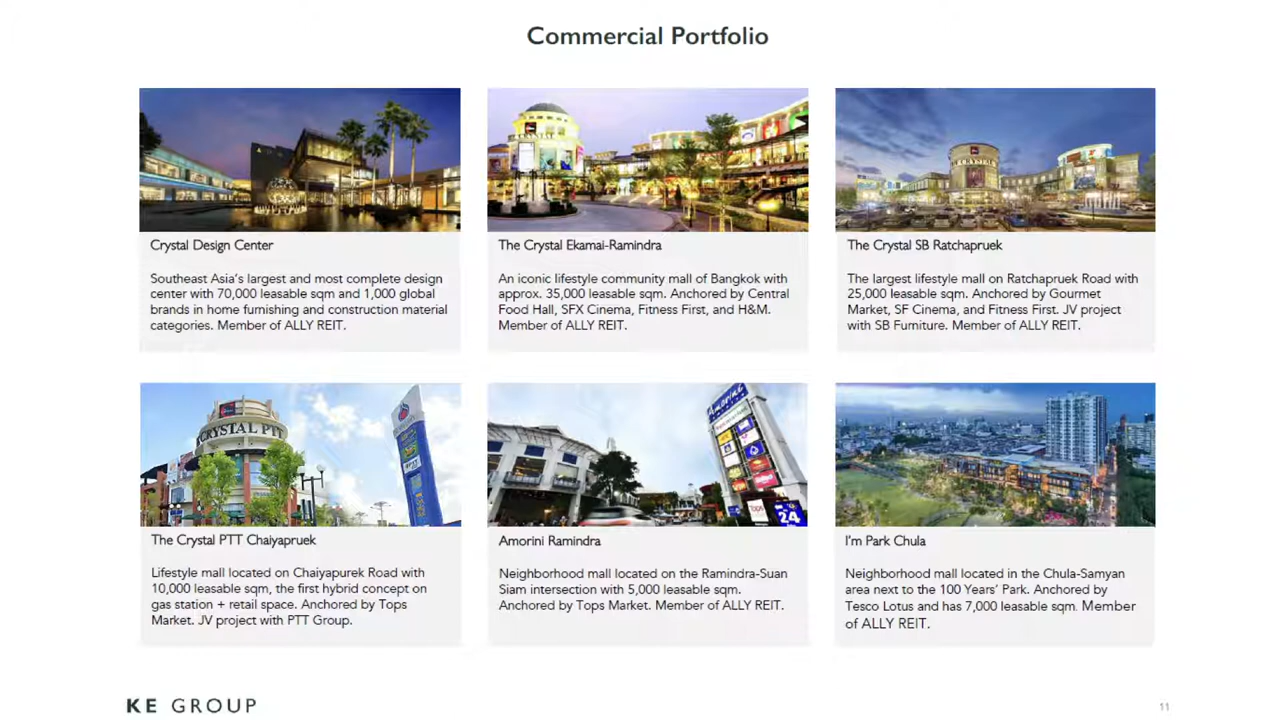 Commercial Portfolio
Crystal Design Center
Southeast Asia's largest and most complete design
center with 70,000 leasable sqm and 1,000 global
brands in home furnishing and construction material
categories. Member of ALLY REIT.
The Crystal Ekamai-Ramindra
An iconic lifestyle community mall of Bangkok with
approx. 35,000 leasable sqm. Anchored by Central
Food Hall, SFX Cinema, Fitness First, and H&M.
Member of ALLY REIT.
CRYSTAL
The Crystal SB Ratchapruek
The largest lifestyle mall on Ratchapruek Road with
25,000 leasable sqm. Anchored by Gourmet
Market, SF Cinema, and Fitness First. JV project
with SB Furniture. Member of ALLY REIT.
CRYSTAL PTT
The Crystal PTT Chaiyapruek
Lifestyle mall located on Chaiyapurek Road with
10,000 leasable sqm, the first hybrid concept on
gas station + retail space. Anchored by Tops
Market. JV project with PTT Group.
Amorini
24
Amorini Ramindra
Neighborhood mall located on the Ramindra-Suan
Siam intersection with 5,000 leasable sqm.
Anchored by Tops Market. Member of ALLY REIT.
I'm Park Chula
Neighborhood mall located in the Chula-Samyan
area next to the 100 Years' Park. Anchored by
Tesco Lotus and has 7,000 leasable sqm. Member
of ALLY REIT.
KE GROUP
11